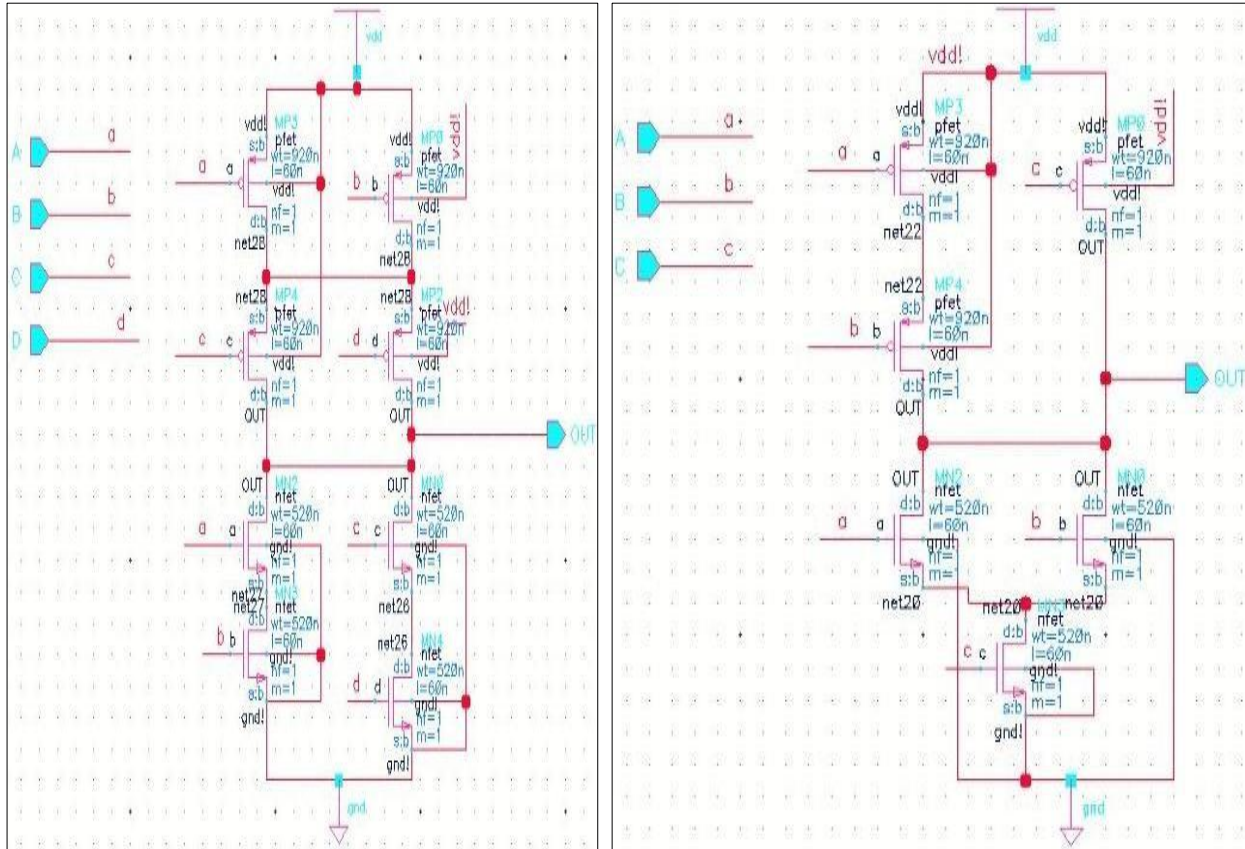 vdd
A
a
B
b
C
c
D
d
vdd!
MP3
s:b
pfet
wt=920n
l=60n
a
a
vdd!
nf=1
m=1
d:b
net28
vdd!
MP0
s:b
pfet
wt=920n
l=60n
b
b
vdd!
nf=1
m=1
d:b
net28
vdd!
net28
MP4
s:b
pfet
wt=920n
l=60n
c
c
vdd!
nf=1
m=1
d:b
OUT
net28
MP2
s:b
pfet
wt=920n
l=60n
d
d
vdd!
nf=1
m=1
d:b
OUT
vdd!
OUT
OUT
MN2
d:b
nfet
wt=520n
l=60n
a
a
gnd!
nf=1
m=1
s:b
net27
OUT
MN0
d:b
nfet
wt=520n
l=60n
c
c
gnd!
nf=1
m=1
s:b
net26
net27
MN3
d:b
nfet
wt=520n
l=60n
b
b
gnd!
nf=1
m=1
s:b
gnd!
net26
MN4
d:b
nfet
wt=520n
l=60n
d
d
gnd!
nf=1
m=1
s:b
gnd!
gnd
vdd
vdd!
A
a
B
b
C
c
vdd!
MP3
s:b
pfet
wt=920n
l=60n
a
a
vdd!
nf=1
m=1
d:b
net22
vdd!
MP0
s:b
pfet
wt=920n
l=60n
c
c
vdd!
nf=1
m=1
d:b
OUT
vdd!
net22
MP4
s:b
pfet
wt=920n
l=60n
b
b
vdd!
nf=1
m=1
d:b
OUT
OUT
OUT
MN2
d:b
nfet
wt=520n
l=60n
a
a
gnd!
nf=1
m=1
s:b
net20
OUT
MN0
d:b
nfet
wt=520n
l=60n
b
b
gnd!
nf=1
m=1
s:b
net20
net20
d:b
nfet
wt=520n
l=60n
c
c
gnd!
nf=1
m=1
s:b
gnd!
gnd